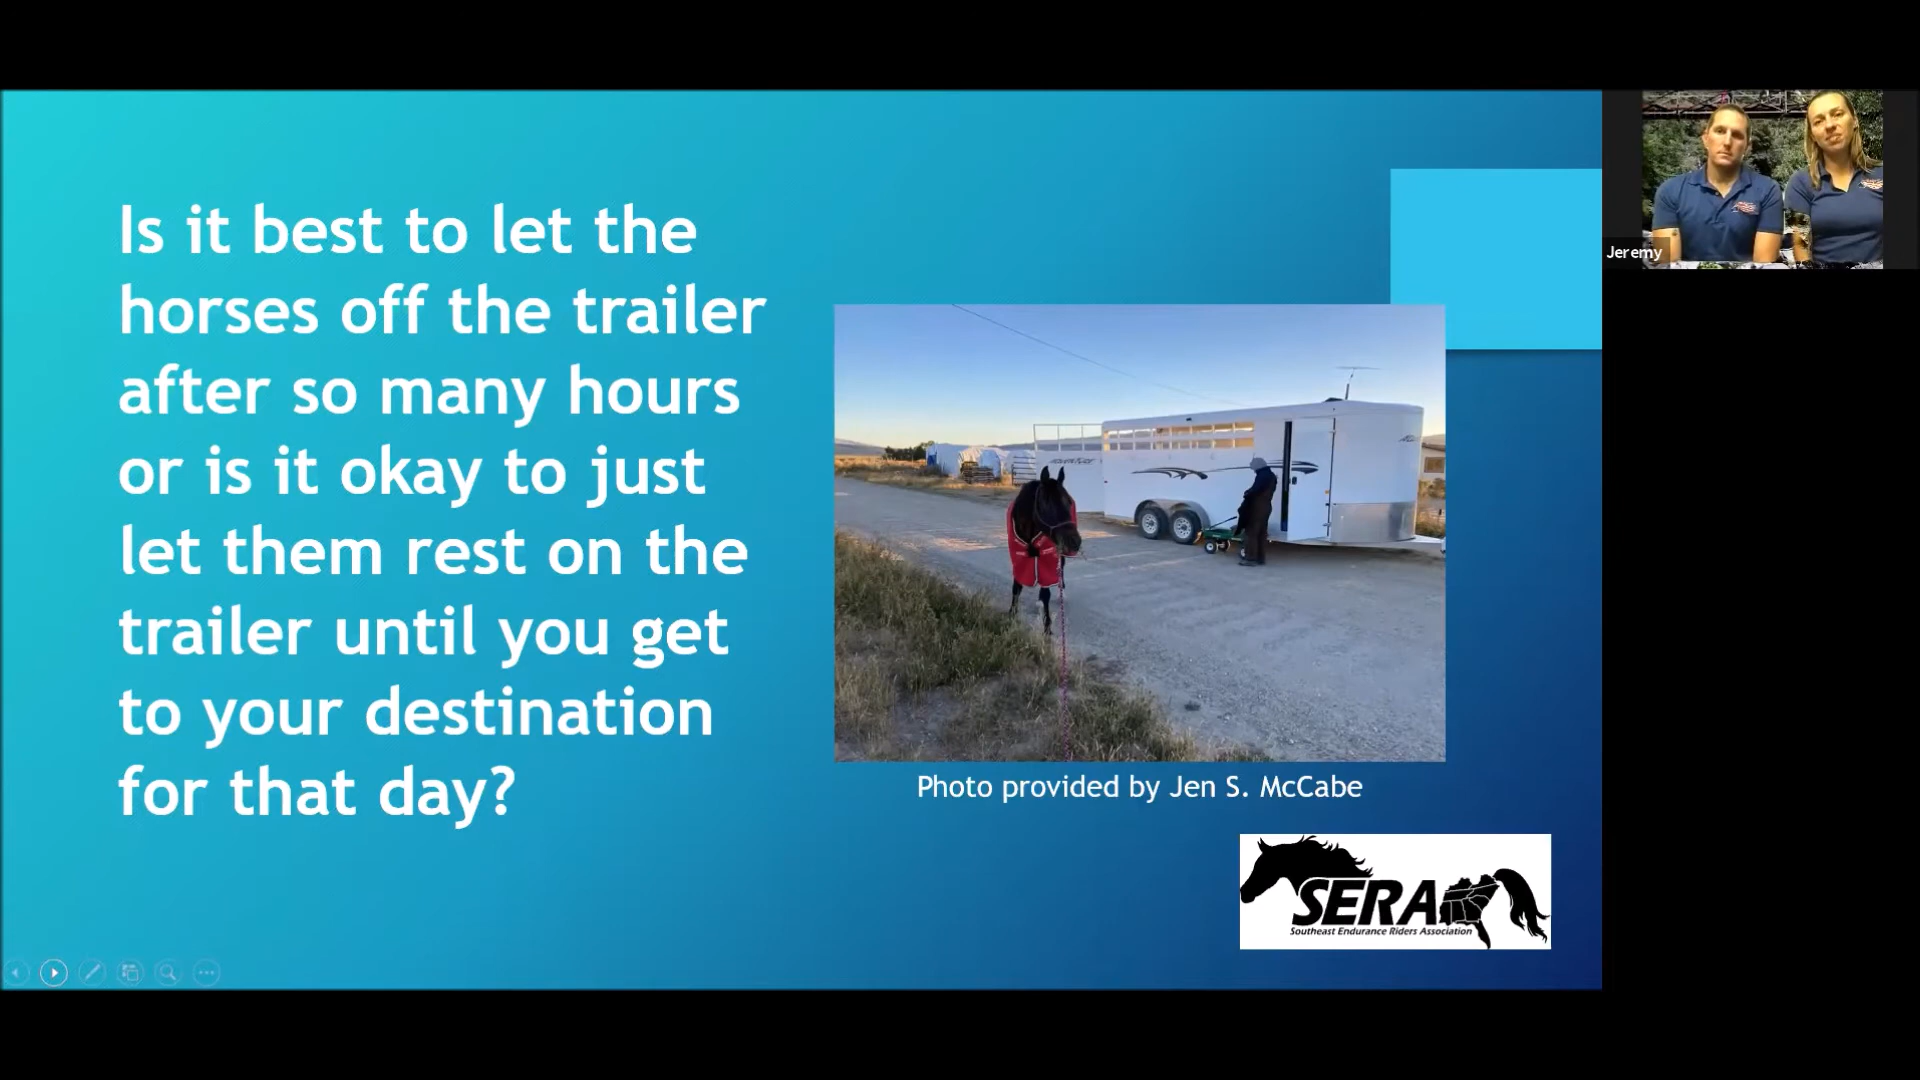 Is it best to let the
horses off the trailer
after so many hours
or is it okay to just
let them rest on the
trailer until you get
to your destination
for that day?
Photo provided by Jen S. McCabe
SERA
Southeast Endurance Riders Association
Jeremy